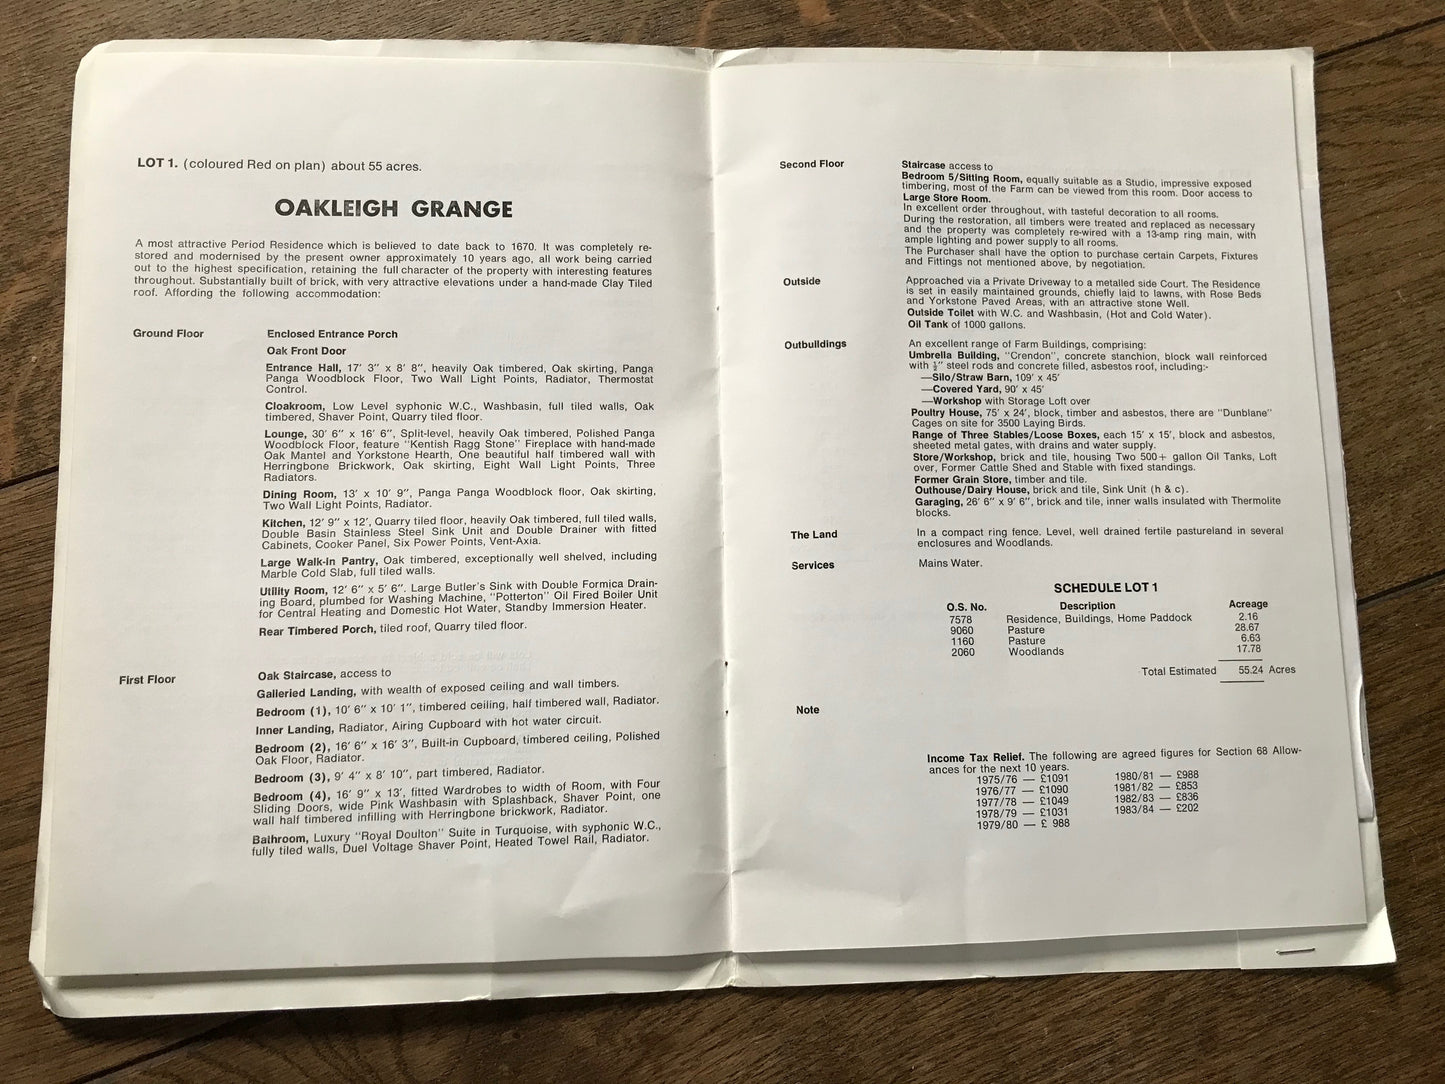 LOT 1. (coloured Red on plan) about 55 acres.
OAKLEIGH GRANGE
A most attractive Period Residence which is believed to date back to 1670. It was completely re-
stored and modernised by the present owner approximately 10 years ago, all work being carried
out to the highest specification, retaining the full character of the property with interesting features
throughout. Substantially built of brick, with very attractive elevations under a hand-made Clay Tiled
roof. Affording the following accommodation:
Ground Floor
Enclosed Entrance Porch
Oak Front Door
Entrance Hall, 17' 3" x 8' 8", heavily Oak timbered, Oak skirting, Panga
Panga Woodblock Floor, Two Wall Light Points, Radiator, Thermostat
Control.
Cloakroom, Low Level syphonic W.C., Washbasin, full tiled walls, Oak
timbered, Shaver Point, Quarry tiled floor.
Lounge, 30' 6" x 16' 6", Split-level, heavily Oak timbered, Polished Panga
Woodblock Floor, feature "Kentish Ragg Stone" Fireplace with hand-made
Oak Mantel and Yorkstone Hearth, One beautiful half timbered wall with
Herringbone Brickwork, Oak skirting, Eight Wall Light Points, Three
Radiators.
Dining Room, 13' x 10' 9", Panga Panga Woodblock floor, Oak skirting,
Two Wall Light Points, Radiator.
Kitchen, 12' 9" x 12', Quarry tiled floor, heavily Oak timbered, full tiled walls,
Double Basin Stainless Steel Sink Unit and Double Drainer with fitted
Cabinets, Cooker Panel, Six Power Points, Vent-Axia.
Large Walk-in Pantry, Oak timbered, exceptionally well shelved, including
Marble Cold Slab, full tiled walls.
Utility Room, 12' 6" x 5' 6". Large Butler's Sink with Double Formica Drain-
ing Board, plumbed for Washing Machine, "Potterton" Oil Fired Boiler Unit
for Central Heating and Domestic Hot Water, Standby Immersion Heater.
Rear Timbered Porch, tiled roof, Quarry tiled floor.
First Floor
Oak Staircase, access to
Galleried Landing, with wealth of exposed ceiling and wall timbers.
Bedroom (1), 10' 6" x 10' 1", timbered ceiling, half timbered wall, Radiator.
Inner Landing, Radiator, Airing Cupboard with hot water circuit.
Bedroom (2), 16' 6" x 16' 3", Built-in Cupboard, timbered ceiling, Polished
Oak Floor, Radiator.
Bedroom (3), 9' 4" x 8' 10", part timbered, Radiator.
Bedroom (4), 16' 9" x 13', fitted Wardrobes to width of Room, with Four
Sliding Doors, wide Pink Washbasin with Splashback, Shaver Point, one
wall half timbered infilling with Herringbone brickwork, Radiator.
Bathroom, Luxury "Royal Doulton" Suite in Turquoise, with syphonic W.C.,
fully tiled walls, Duel Voltage Shaver Point, Heated Towel Rail, Radiator.
Second Floor
Staircase access to
Bedroom 5/Sitting Room, equally suitable as a Studio, impressive exposed
timbering, most of the Farm can be viewed from this room. Door access to
Large Store Room.
In excellent order throughout, with tasteful decoration to all rooms.
During the restoration, all timbers were treated and replaced as necessary
and the property was completely re-wired with a 13-amp ring main, with
ample lighting and power supply to all rooms.
The Purchaser shall have the option to purchase certain Carpets, Fixtures
and Fittings not mentioned above, by negotiation.
Outside
Approached via a Private Driveway to a metalled side Court. The Residence
is set in easily maintained grounds, chiefly laid to lawns, with Rose Beds
and Yorkstone Paved Areas, with an attractive stone Well.
Outside Toilet with W.C. and Washbasin, (Hot and Cold Water).
Oil Tank of 1000 gallons.
Outbuildings
An excellent range of Farm Buildings, comprising:
Umbrella Building, "Crendon", concrete stanchion, block wall reinforced
with ½" steel rods and concrete filled, asbestos roof, including:-
—Silo/Straw Barn, 109' x 45'
—Covered Yard, 90' x 45'
—Workshop with Storage Loft over
Poultry House, 75' x 24', block, timber and asbestos, there are "Dunblane"
Cages on site for 3500 Laying Birds.
Range of Three Stables/Loose Boxes, each 15' x 15', block and asbestos,
sheeted metal gates, with drains and water supply.
Store/Workshop, brick and tile, housing Two 500+ gallon Oil Tanks, Loft
over, Former Cattle Shed and Stable with fixed standings.
Former Grain Store, timber and tile.
Outhouse/Dairy House, brick and tile, Sink Unit (h & c).
Garaging, 26' 6" x 9' 6", brick and tile, inner walls insulated with Thermolite
blocks.
The Land
In a compact ring fence. Level, well drained fertile pastureland in several
enclosures and Woodlands.
Services
Mains Water.
SCHEDULE LOT 1
O.S. No. Description Acreage
7578 Residence, Buildings, Home Paddock 2.16
9060 Pasture 28.67
1160 Pasture 6.63
2060 Woodlands 17.78
Total Estimated 55.24 Acres
Note
Income Tax Relief. The following are agreed figures for Section 68 Allow-
ances for the next 10 years.
1975/76 — £1091 1980/81 — £988
1976/77 — £1090 1981/82 — £853
1977/78 — £1049 1982/83 — £836
1978/79 — £1031 1983/84 — £202
1979/80 — £ 988